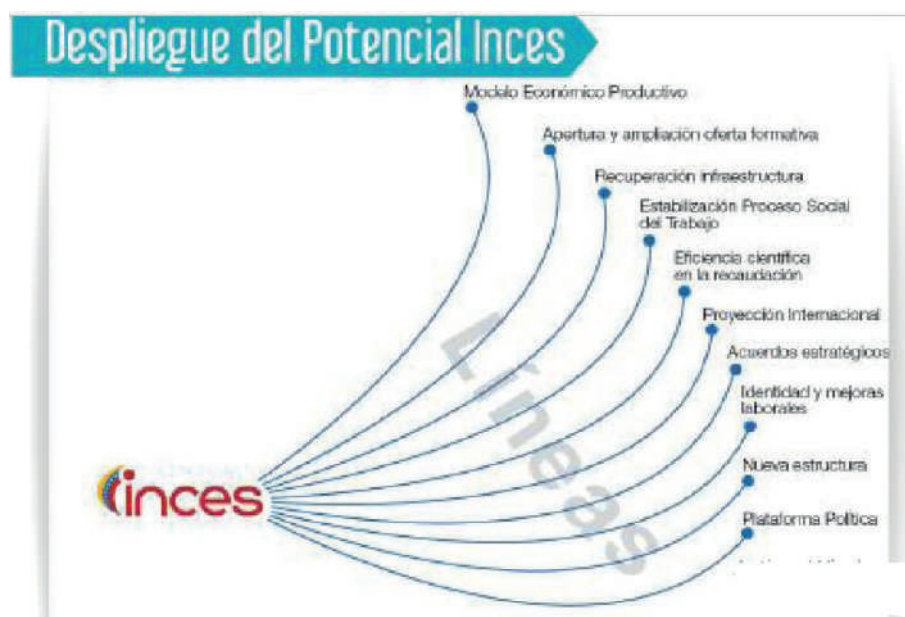 Despliegue del Potencial Inces
Modelo Económico Productivo
Apertura y ampliación oferta formativa
Recuperación infraestructura
Estabilización Proceso Social
del Trabajo
Eficiencia científica
en la recaudación
Proyección Internacional
Acuerdos estratégicos
Identidad y mejoras
laborales
Nueva estructura
Plataforma Política
Líneas
inces